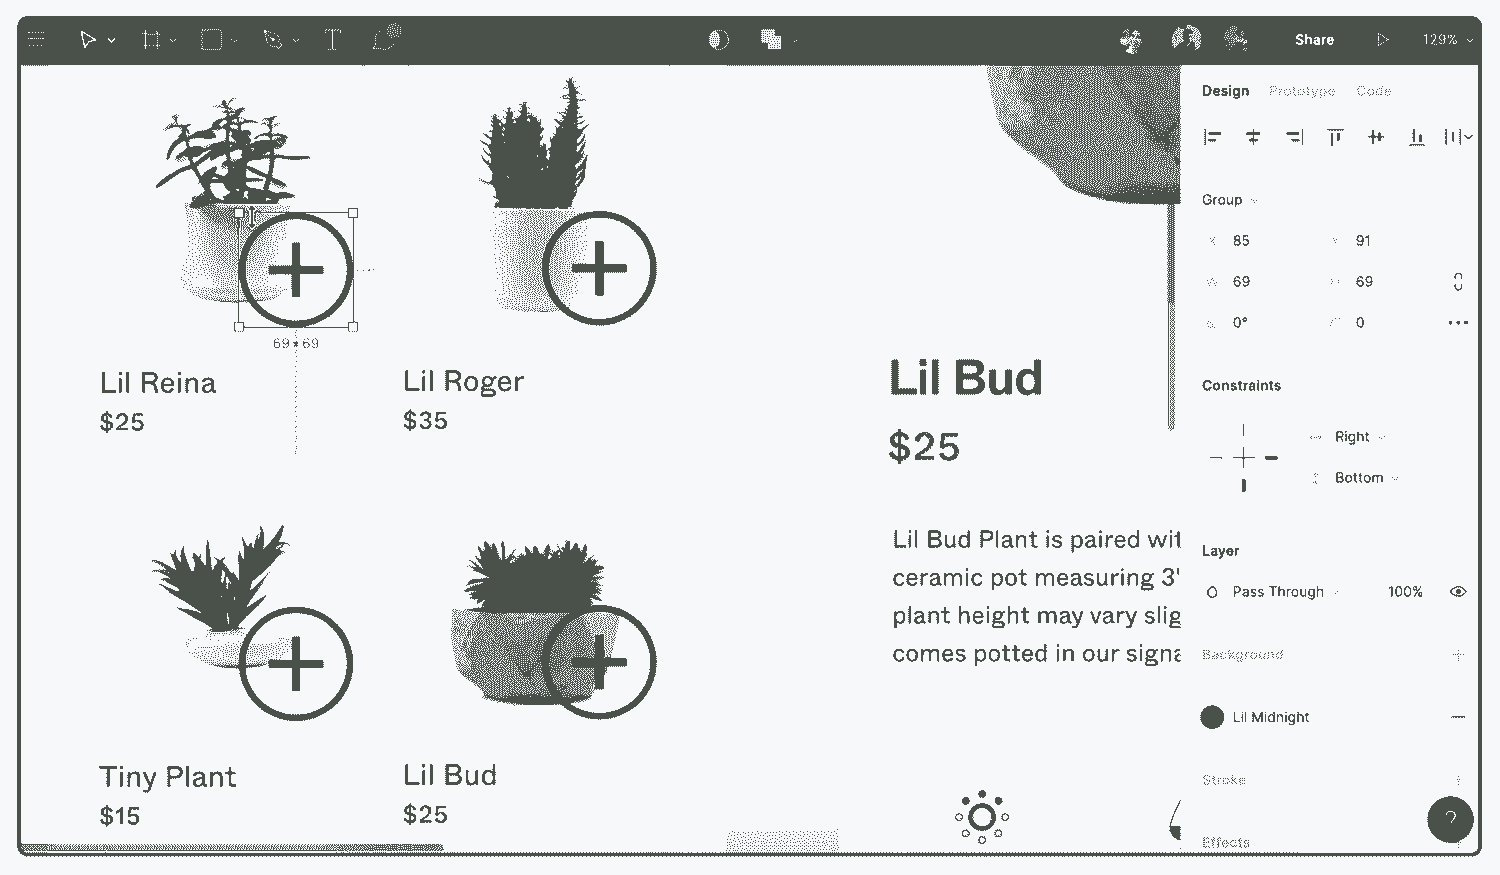 Share
129%
Design Prototype Code
Group
85 91
69 69
0° 0
69 × 69
Lil Reina
$25
Lil Roger
$35
Lil Bud
$25
Constraints
Right
Bottom
Lil Bud Plant is paired wit
ceramic pot measuring 3"
plant height may vary slig
comes potted in our signa
Layer
Pass Through 100%
Background
Lil Midnight
Stroke
Effects
Tiny Plant
$15
Lil Bud
$25
?